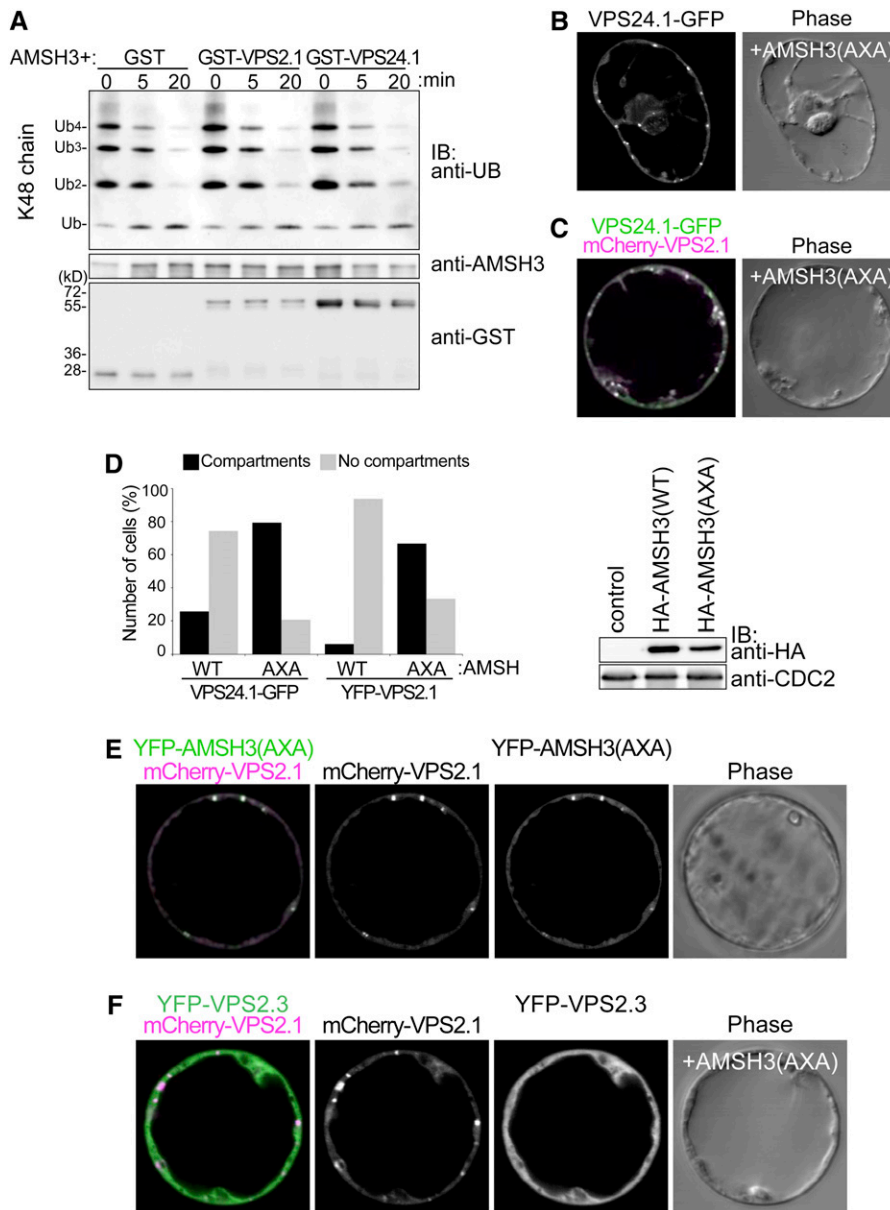 A
AMSH3+: GST GST-VPS2.1 GST-VPS24.1
0 5 20 0 5 20 0 5 20 :min
K48 chain
Ub4-
Ub3-
Ub2-
Ub-
IB:
anti-UB
anti-AMSH3
(kD)
72-
55-
36-
28-
anti-GST
B
VPS24.1-GFP Phase
+AMSH3(AXA)
C
VPS24.1-GFP
mCherry-VPS2.1 Phase
+AMSH3(AXA)
D
Compartments No compartments
Number of cells (%)
100
80
60
40
20
0
WT AXA WT AXA :AMSH
VPS24.1-GFP YFP-VPS2.1
control
HA-AMSH3(WT)
HA-AMSH3(AXA)
IB:
anti-HA
anti-CDC2
E
YFP-AMSH3(AXA)
mCherry-VPS2.1 mCherry-VPS2.1 YFP-AMSH3(AXA) Phase
F
YFP-VPS2.3
mCherry-VPS2.1 mCherry-VPS2.1 YFP-VPS2.3 Phase
+AMSH3(AXA)